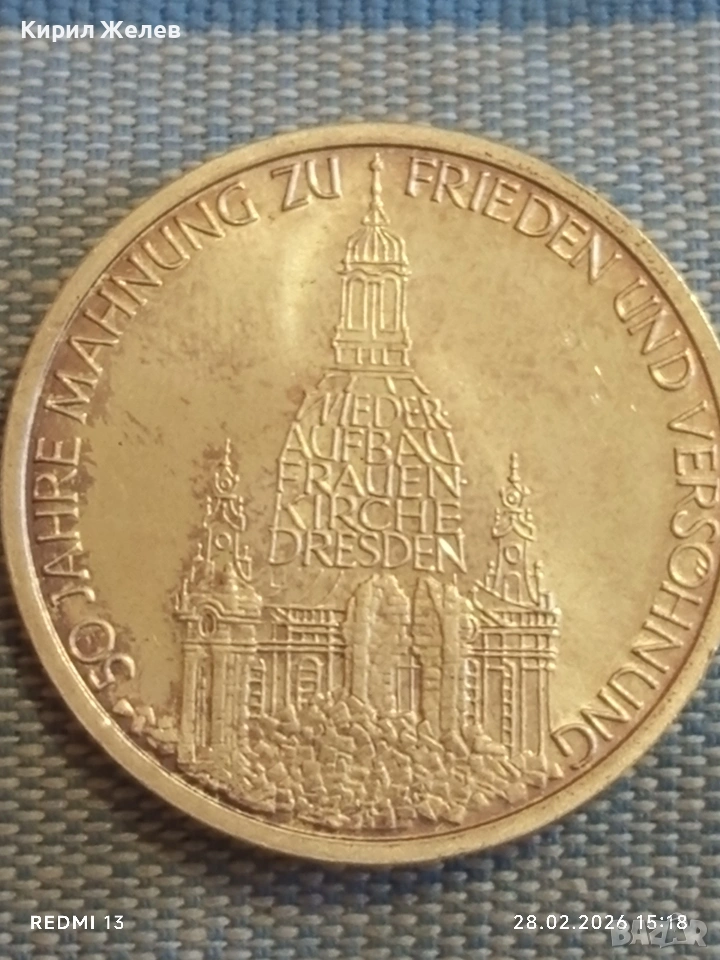 Кирил Желев
50 JAHRE MAHNUNG ZU FRIEDEN UND VERSÖHNUNG
WIEDER-
AUFBAU
FRAUEN-
KIRCHE
DRESDEN
REDMI 13
28.02.2026 15:18
BAZAR